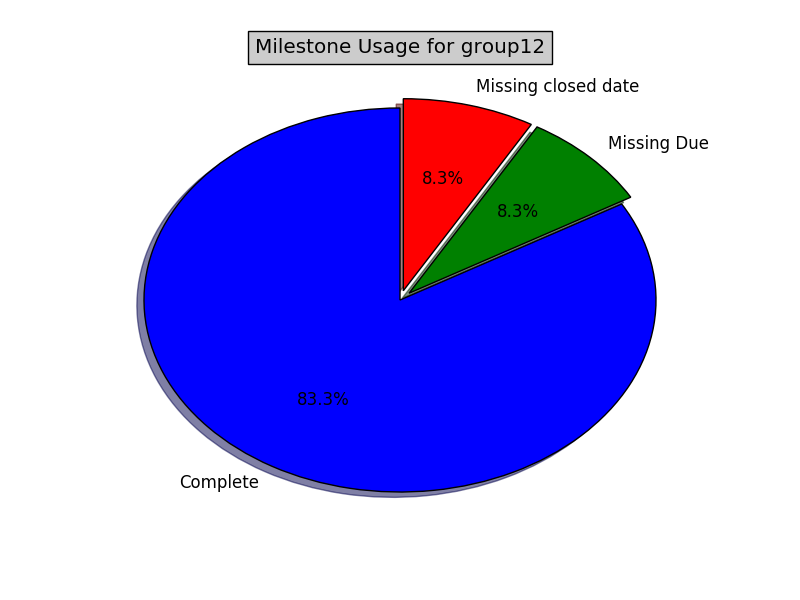 Milestone Usage for group12
Missing closed date
Missing Due
8.3%
8.3%
83.3%
Complete